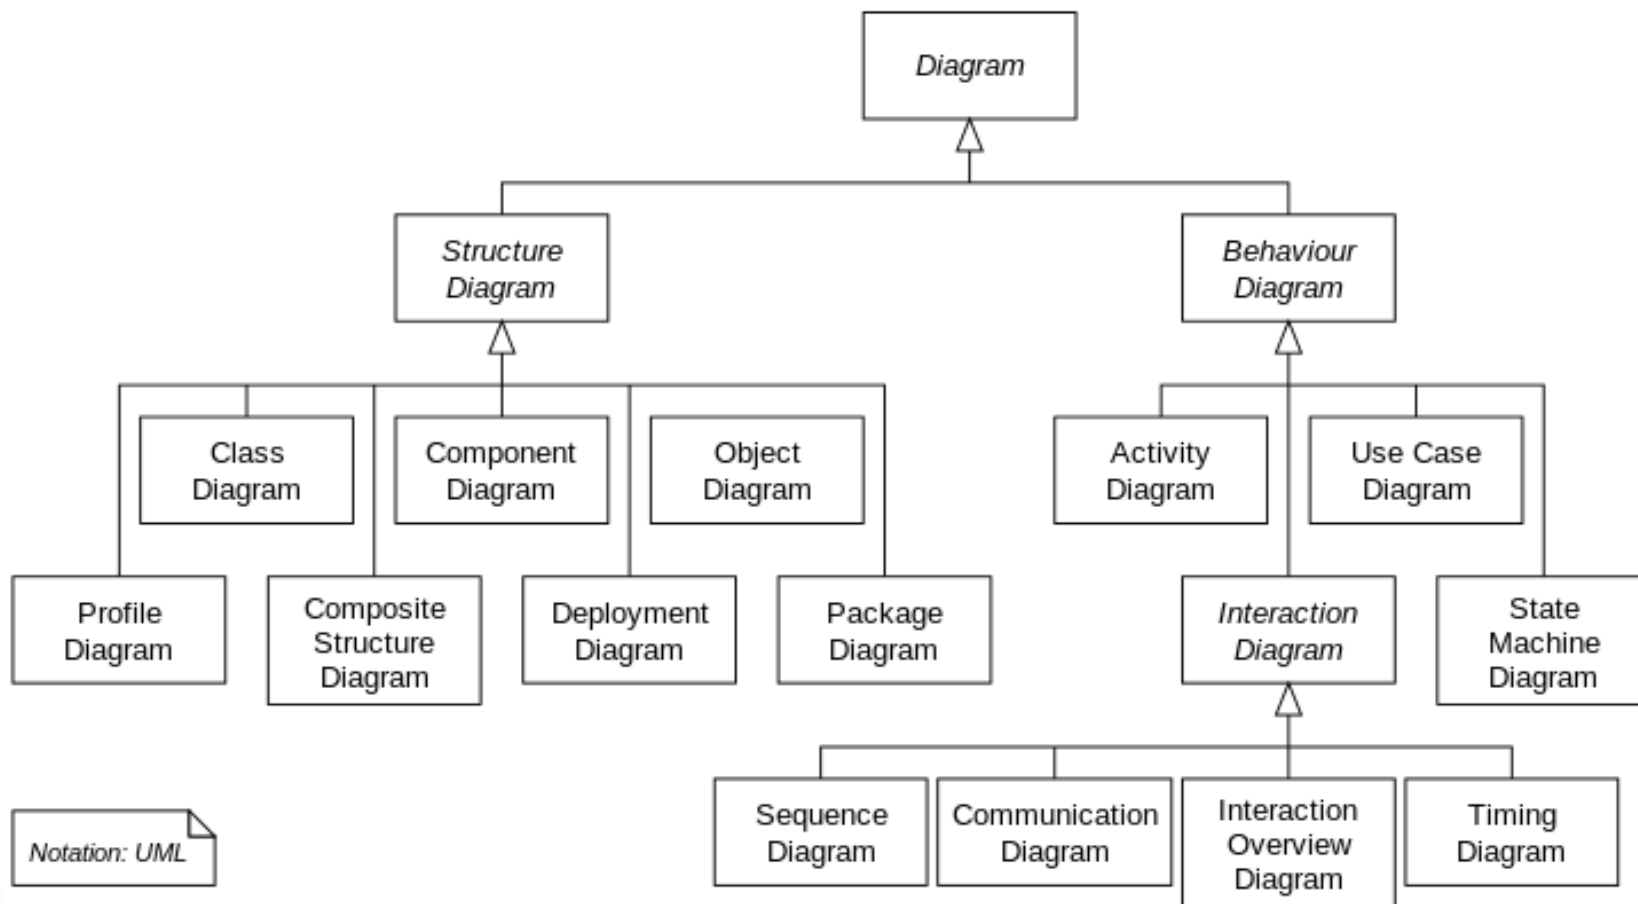 Diagram
Structure
Diagram
Behaviour
Diagram
Class
Diagram
Component
Diagram
Object
Diagram
Activity
Diagram
Use Case
Diagram
Profile
Diagram
Composite
Structure
Diagram
Deployment
Diagram
Package
Diagram
Interaction
Diagram
State
Machine
Diagram
Sequence
Diagram
Communication
Diagram
Interaction
Overview
Diagram
Timing
Diagram
Notation: UML